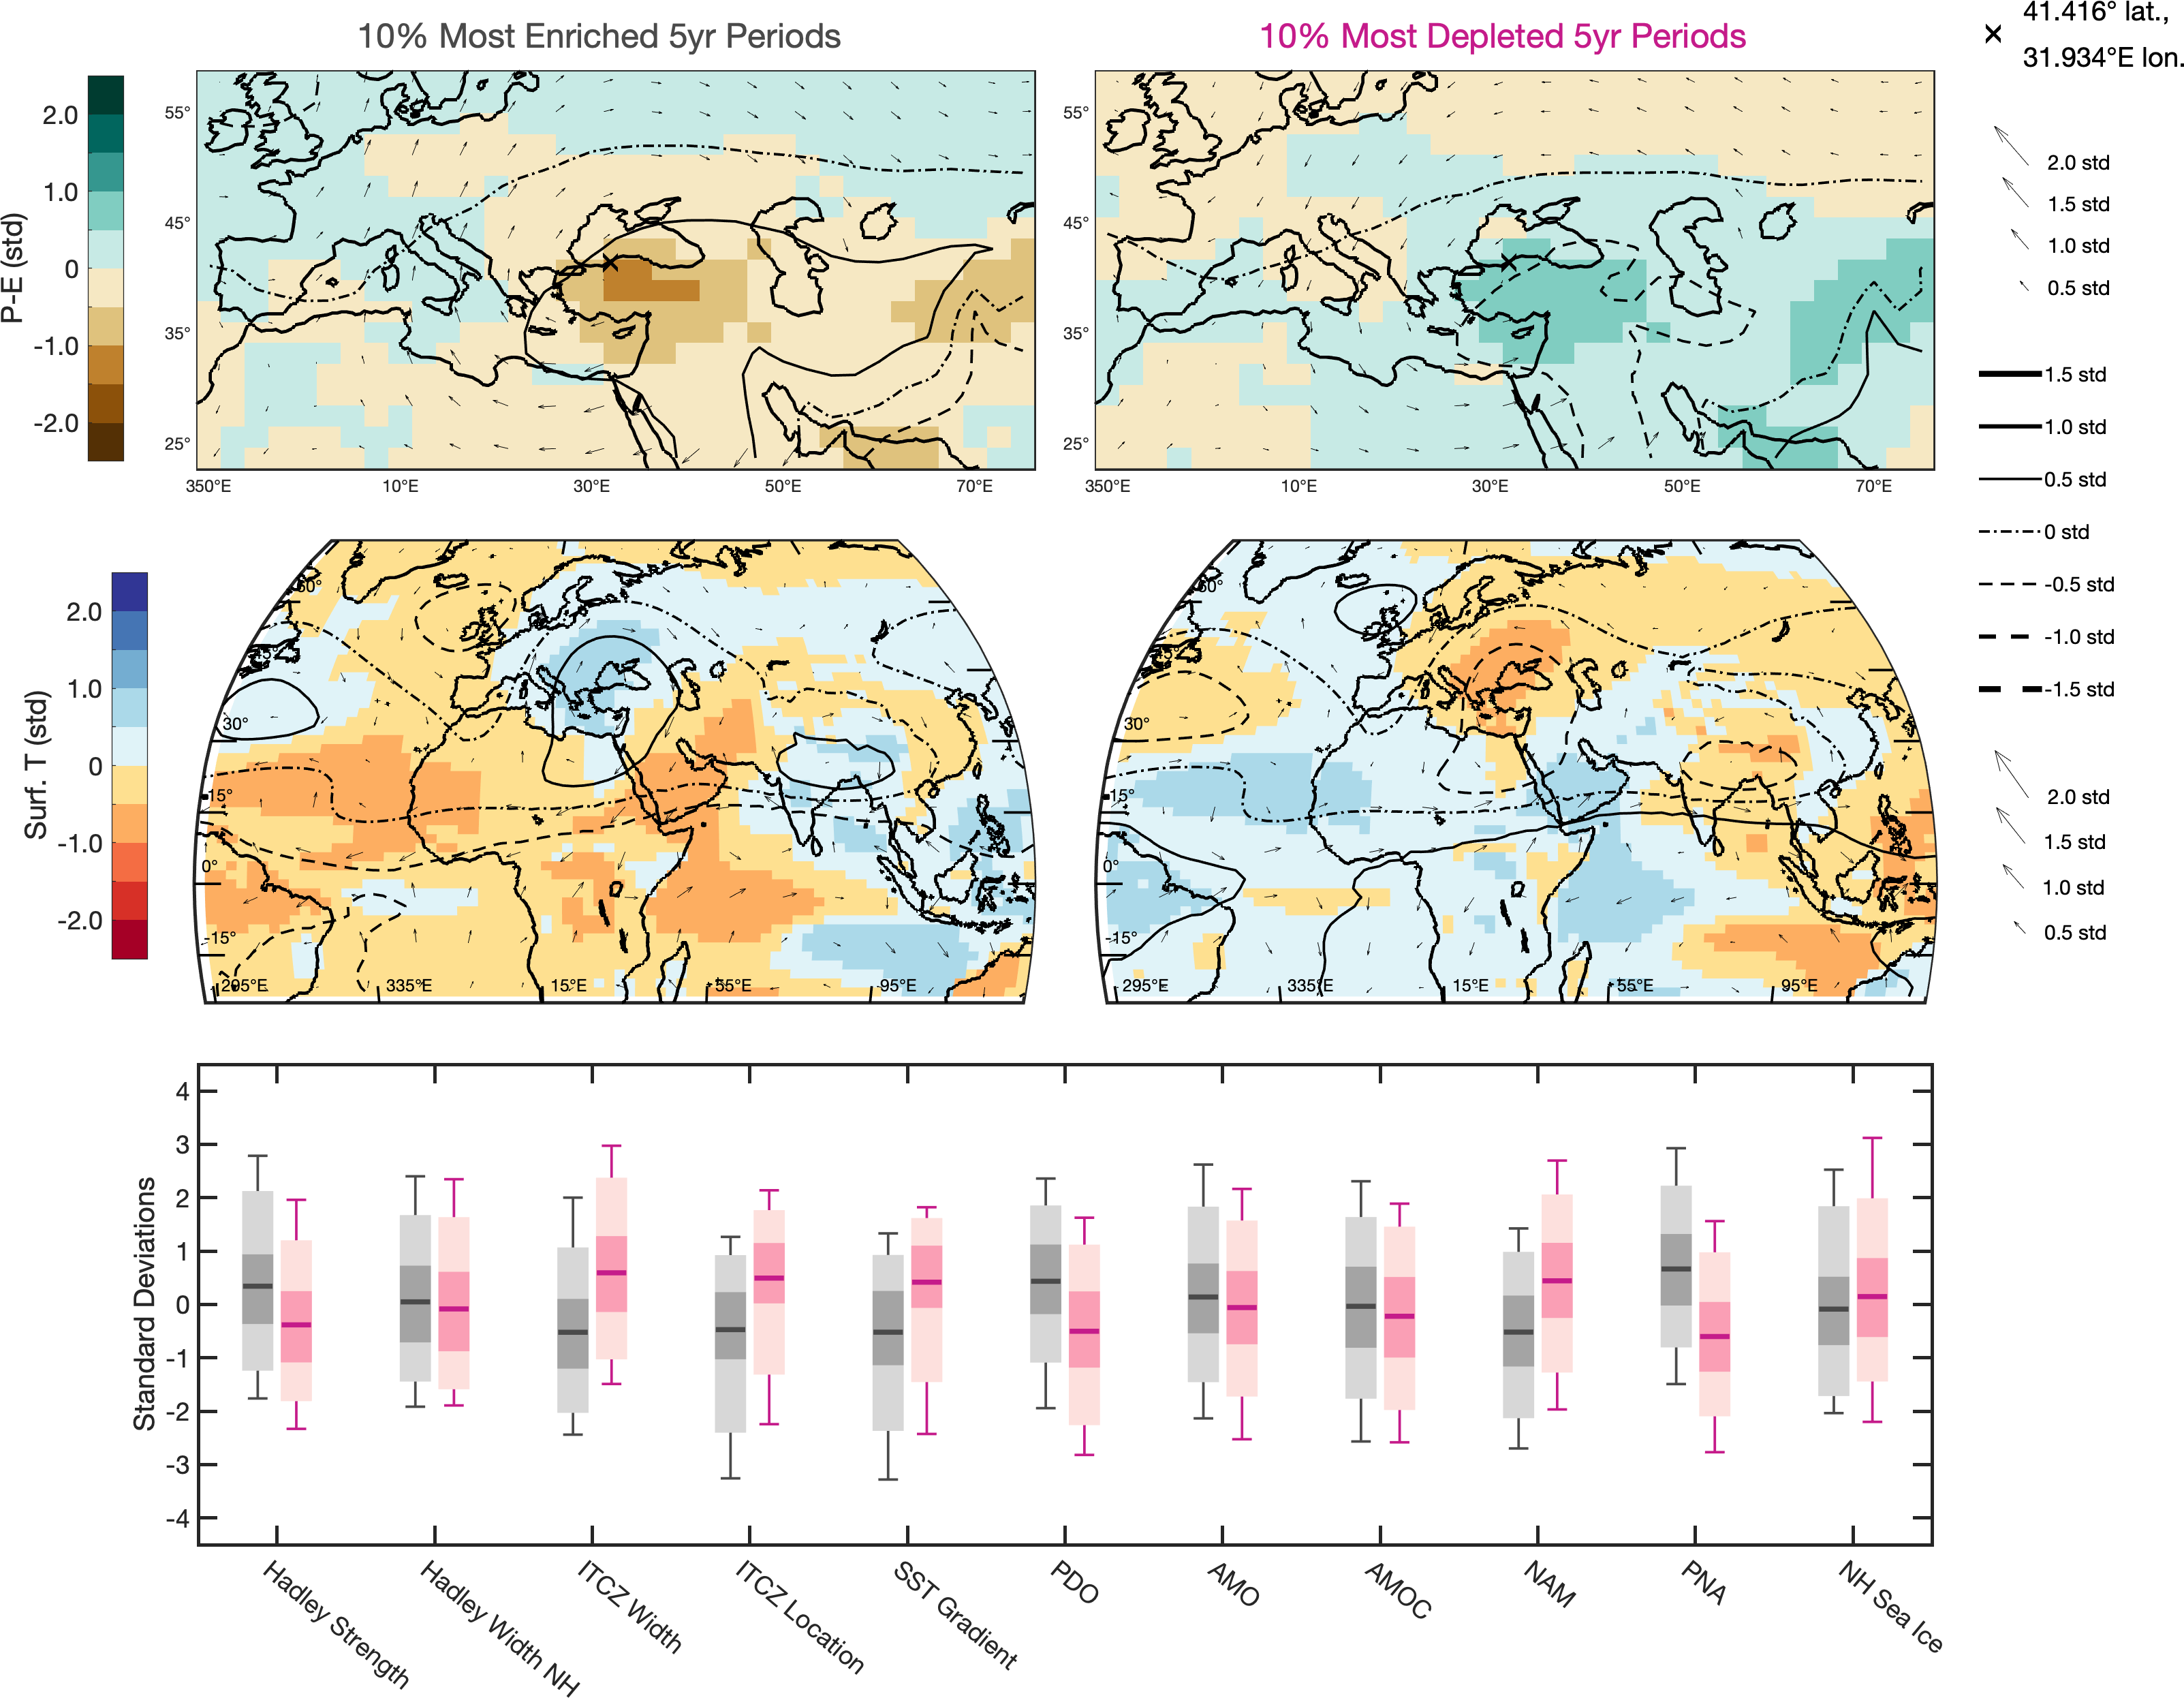 10% Most Enriched 5yr Periods
10% Most Depleted 5yr Periods
41.416° lat.,
31.934°E lon.
P-E (std)
2.0
1.0
0
-1.0
-2.0
55°
45°
35°
25°
350°E 10°E 30°E 50°E 70°E
55°
45°
35°
25°
350°E 10°E 30°E 50°E 70°E
2.0 std
1.5 std
1.0 std
0.5 std
1.5 std
1.0 std
0.5 std
0 std
-0.5 std
-1.0 std
-1.5 std
Surf. T (std)
2.0
1.0
0
-1.0
-2.0
60°
45°
30°
15°
0°
-15°
295°E 335°E 15°E 55°E 95°E
60°
45°
30°
15°
0°
-15°
295°E 335°E 15°E 55°E 95°E
2.0 std
1.5 std
1.0 std
0.5 std
Standard Deviations
4
3
2
1
0
-1
-2
-3
-4
Hadley Strength
Hadley Width NH
ITCZ Width
ITCZ Location
SST Gradient
PDO
AMO
AMOC
NAM
PNA
NH Sea Ice